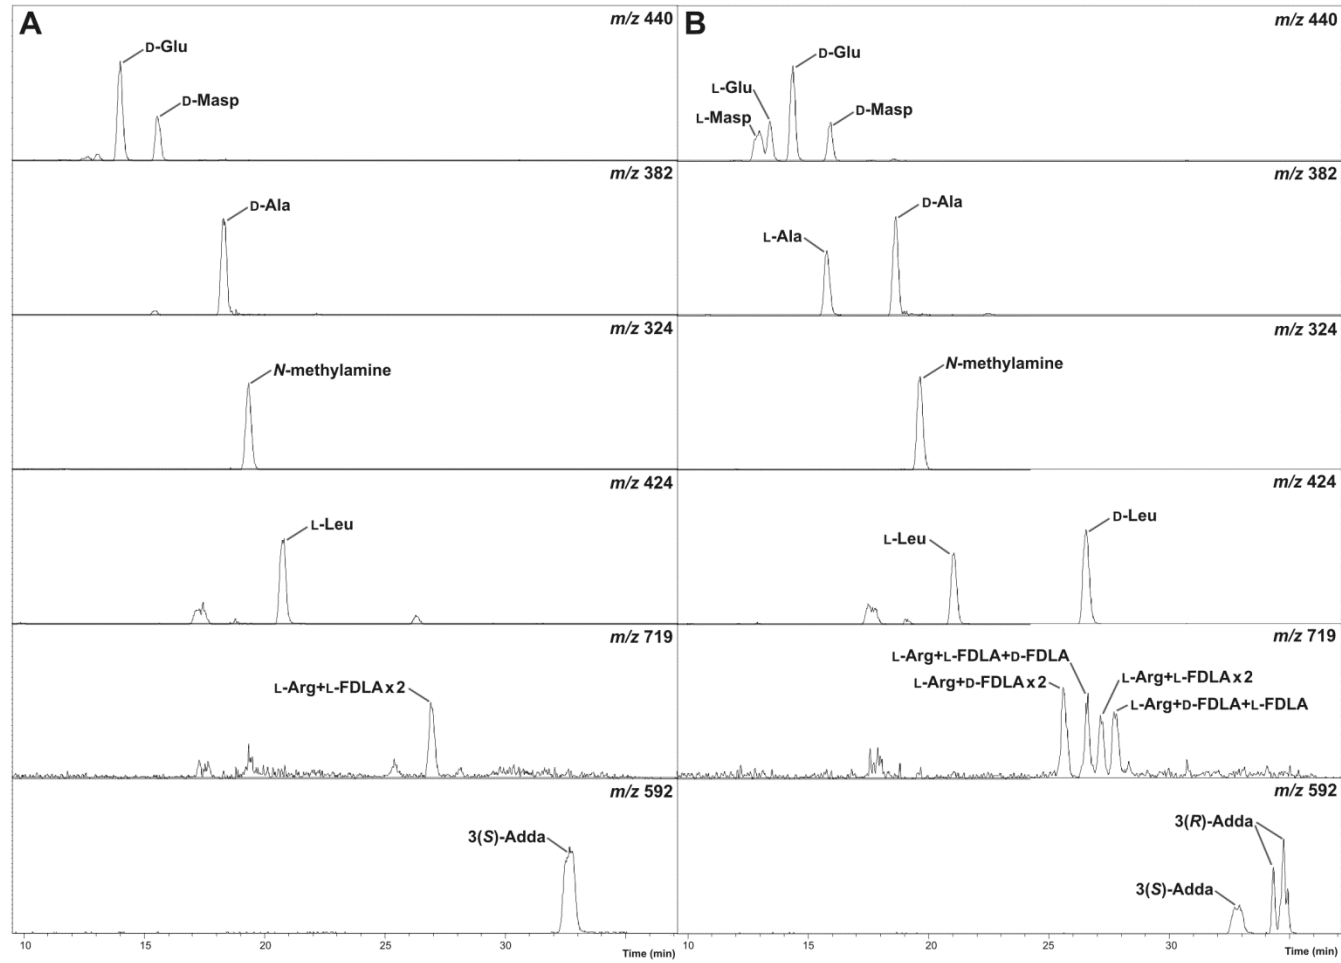 A
m/z 440
D-Glu
D-Masp
m/z 382
D-Ala
m/z 324
N-methylamine
m/z 424
L-Leu
m/z 719
L-Arg+L-FDLA x 2
m/z 592
3(S)-Adda
10 15 20 25 30
Time (min)
B
m/z 440
D-Glu
L-Glu
L-Masp
D-Masp
m/z 382
D-Ala
L-Ala
m/z 324
N-methylamine
m/z 424
D-Leu
L-Leu
m/z 719
L-Arg+L-FDLA+D-FDLA
L-Arg+D-FDLA x 2
L-Arg+L-FDLA x 2
L-Arg+D-FDLA+L-FDLA
m/z 592
3(R)-Adda
3(S)-Adda
10 15 20 25 30
Time (min)